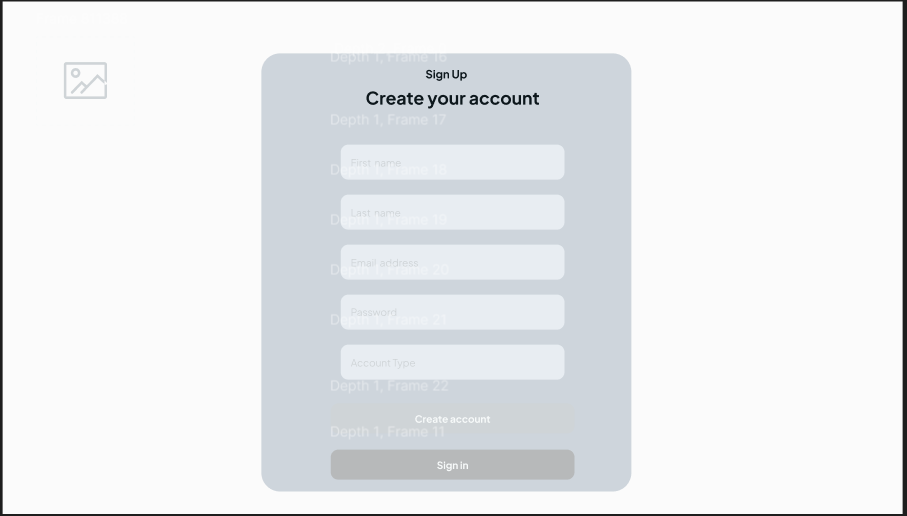 Depth 1, Frame 16
Sign Up
Create your account
Depth 1, Frame 17
First name
Depth 1, Frame 18
Last name
Depth 1, Frame 19
Email address
Depth 1, Frame 20
Password
Depth 1, Frame 21
Account Type
Depth 1, Frame 22
Create account
Depth 1, Frame 11
Sign in